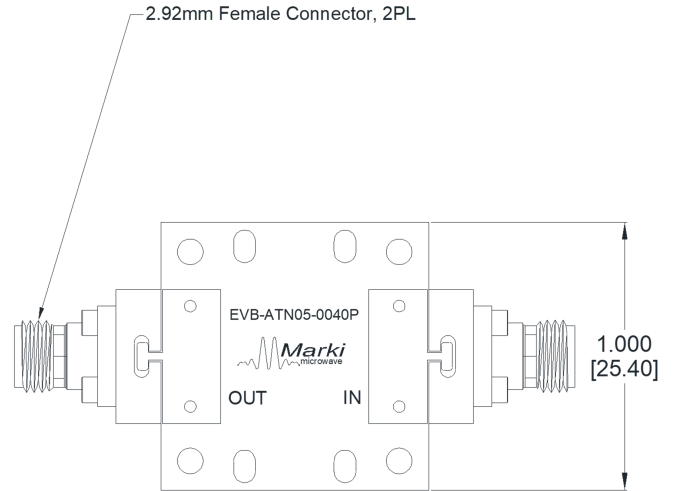 2.92mm Female Connector, 2PL
EVB-ATN05-0040P
Marki
microwave
OUT
IN
1.000
[25.40]